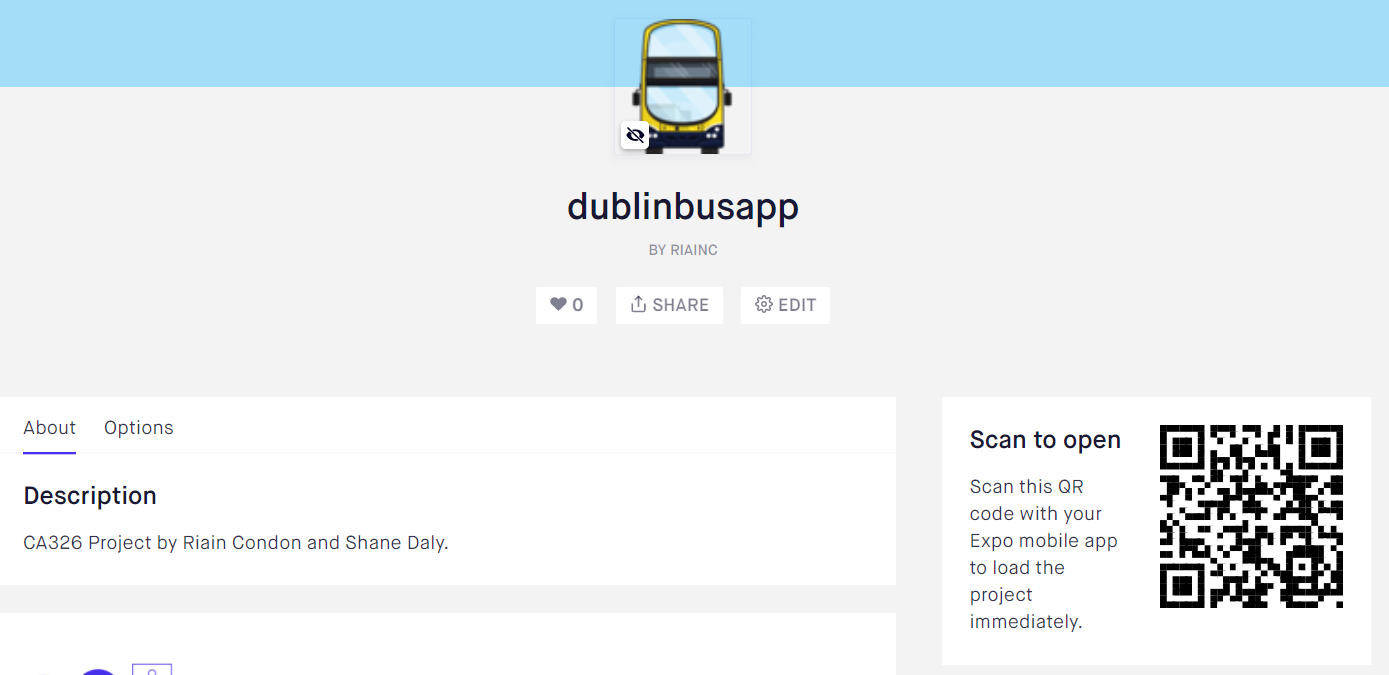 dublinbusapp
BY RIAINC
0
SHARE
EDIT
About
Options
Description
CA326 Project by Riain Condon and Shane Daly.
Scan to open
Scan this QR
code with your
Expo mobile app
to load the
project
immediately.